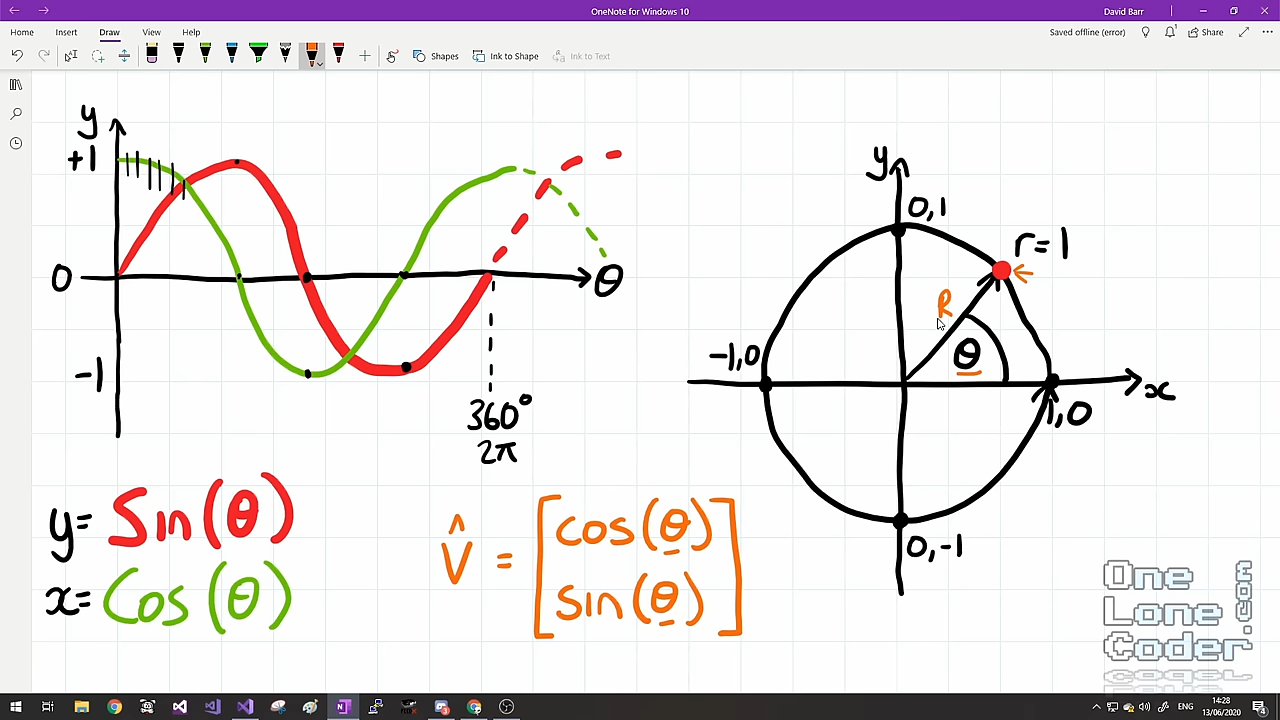 OneNote for Windows 10
David Barr
Home Insert Draw View Help
Saved offline (error)
Share
Shapes
Ink to Shape
Ink to Text
y
+1
0
-1
θ
360°
2π
y= Sin(θ)
x= Cos(θ)
v̂ = [cos(θ)
sin(θ)]
y
0,1
r=1
R
θ
-1,0
1,0
x
0,-1
One
Lone
Coder
.com
ENG
14:28
13/06/2020
4